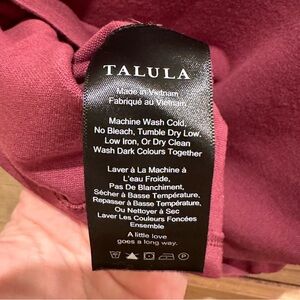 TALULA
Made in Vietnam
Fabriqué au Vietnam
Machine Wash Cold,
No Bleach, Tumble Dry Low,
Low Iron, Or Dry Clean
Wash Dark Colours Together
Laver à La Machine à
L'eau Froide,
Pas De Blanchiment,
Sécher à Basse Température,
Repasser à Basse Température,
Ou Nettoyer à Sec
Laver Les Couleurs Foncées
Ensemble
A little love
goes a long way.